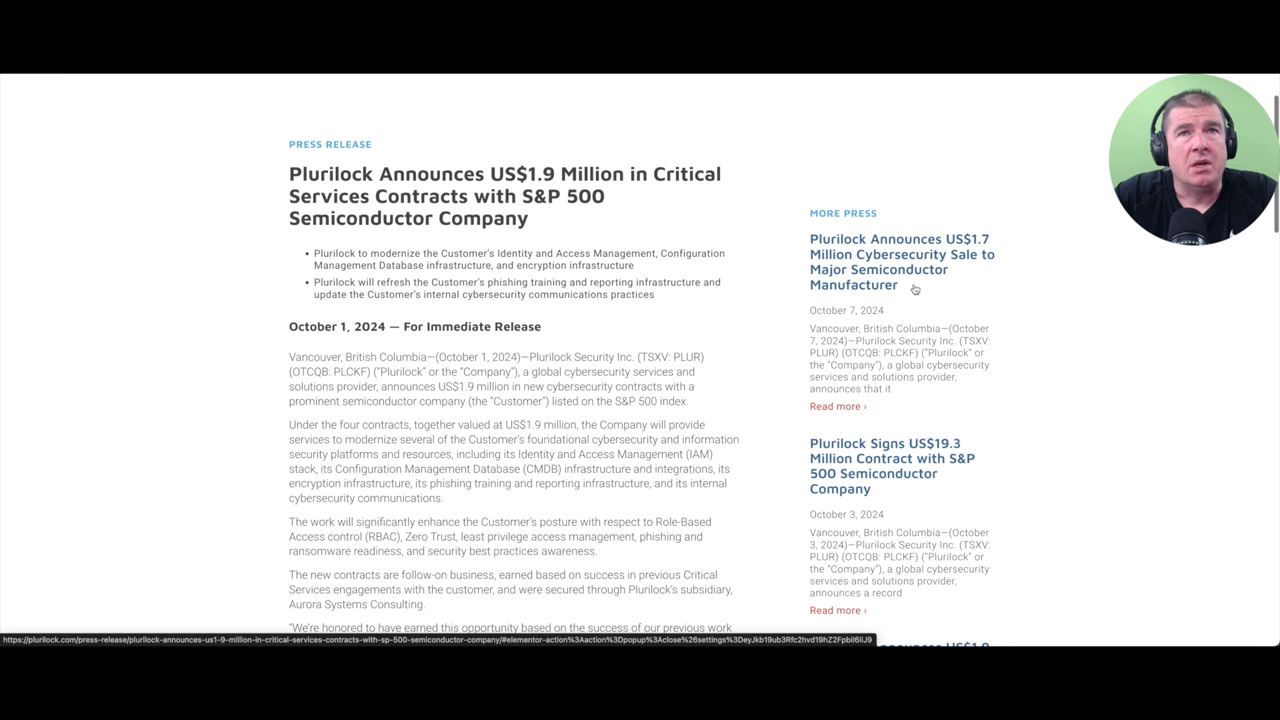 PRESS RELEASE
Plurilock Announces US$1.9 Million in Critical
Services Contracts with S&P 500
Semiconductor Company
• Plurilock to modernize the Customer's Identity and Access Management, Configuration
Management Database infrastructure, and encryption infrastructure
• Plurilock will refresh the Customer's phishing training and reporting infrastructure and
update the Customer's internal cybersecurity communications practices
October 1, 2024 — For Immediate Release
Vancouver, British Columbia—(October 1, 2024)—Plurilock Security Inc. (TSXV: PLUR)
(OTCQB: PLCKF) ("Plurilock" or the "Company"), a global cybersecurity services and
solutions provider, announces US$1.9 million in new cybersecurity contracts with a
prominent semiconductor company (the "Customer") listed on the S&P 500 index.
Under the four contracts, together valued at US$1.9 million, the Company will provide
services to modernize several of the Customer's foundational cybersecurity and information
security platforms and resources, including its Identity and Access Management (IAM)
stack, its Configuration Management Database (CMDB) infrastructure and integrations, its
encryption infrastructure, its phishing training and reporting infrastructure, and its internal
cybersecurity communications.
The work will significantly enhance the Customer's posture with respect to Role-Based
Access control (RBAC), Zero Trust, least privilege access management, phishing and
ransomware readiness, and security best practices awareness.
The new contracts are follow-on business, earned based on success in previous Critical
Services engagements with the customer, and were secured through Plurilock's subsidiary,
Aurora Systems Consulting.
"We're honored to have earned this opportunity based on the success of our previous work
MORE PRESS
Plurilock Announces US$1.7
Million Cybersecurity Sale to
Major Semiconductor
Manufacturer
October 7, 2024
Vancouver, British Columbia—(October
7, 2024)—Plurilock Security Inc. (TSXV:
PLUR) (OTCQB: PLCKF) ("Plurilock" or
the "Company"), a global cybersecurity
services and solutions provider,
announces that it
Read more ›
Plurilock Signs US$19.3
Million Contract with S&P
500 Semiconductor
Company
October 3, 2024
Vancouver, British Columbia—(October
3, 2024)—Plurilock Security Inc. (TSXV:
PLUR) (OTCQB: PLCKF) ("Plurilock" or
the "Company"), a global cybersecurity
services and solutions provider,
announces a record
Read more ›